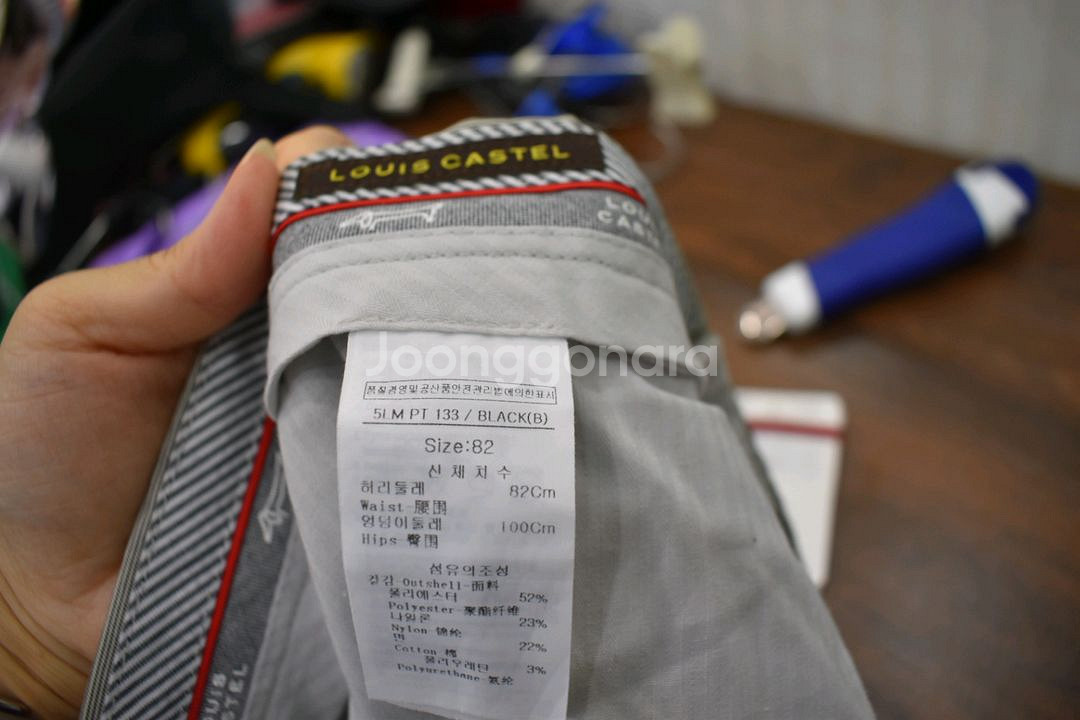 LOUIS CASTEL
LOUIS
Joonggonara
품질경영및공산품안전관리법에의한표시
5LM PT 133 / BLACK(B)
Size:82
신 체 치 수
허리둘레 82Cm
Waist-腰围
엉덩이둘레 100Cm
Hips-臀围
섬유의조성
겉감-Outshell-面料
폴리에스터 52%
Polyester-聚酯纤维
나일론 23%
Nylon-锦纶
면 22%
Cotton 棉
폴리우레탄 3%
Polyurethane-氨纶